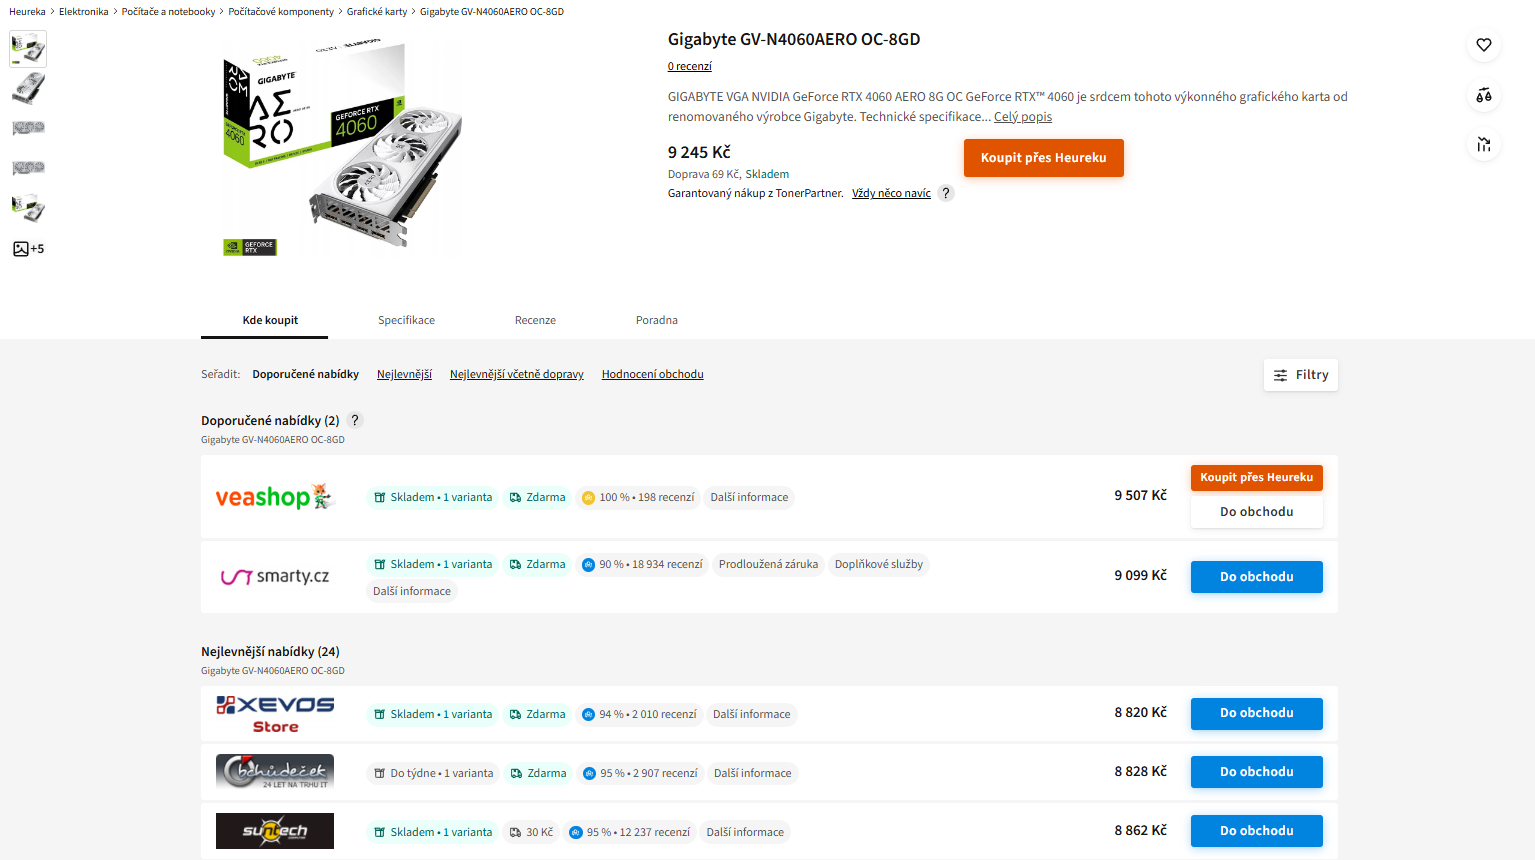 Heureka > Elektronika > Počítače a notebooky > Počítačové komponenty > Grafické karty > Gigabyte GV-N4060AERO OC-8GD
Gigabyte GV-N4060AERO OC-8GD
0 recenzí
GIGABYTE VGA NVIDIA GeForce RTX 4060 AERO 8G OC GeForce RTX™ 4060 je srdcem tohoto výkonného grafického karta od
renomovaného výrobce Gigabyte. Technické specifikace... Celý popis
9 245 Kč
Koupit přes Heureku
Doprava 69 Kč, Skladem
Garantovaný nákup z TonerPartner. Vždy něco navíc ?
GIGABYTE
AERO
GEFORCE RTX
4060
GEFORCE
RTX
+5
Kde koupit
Specifikace
Recenze
Poradna
Seřadit: Doporučené nabídky Nejlevnější Nejlevnější včetně dopravy Hodnocení obchodu
Filtry
Doporučené nabídky (2) ?
Gigabyte GV-N4060AERO OC-8GD
veashop
Skladem • 1 varianta Zdarma 100 % • 198 recenzí Další informace
9 507 Kč
Koupit přes Heureku
Do obchodu
smarty.cz
Skladem • 1 varianta Zdarma 90 % • 18 934 recenzí Prodloužená záruka Doplňkové služby
Další informace
9 099 Kč
Do obchodu
Nejlevnější nabídky (24)
Gigabyte GV-N4060AERO OC-8GD
XEVOS
Store
Skladem • 1 varianta Zdarma 94 % • 2 010 recenzí Další informace
8 820 Kč
Do obchodu
bchůdeček
24 LET NA TRHU IT
Do týdne • 1 varianta Zdarma 95 % • 2 907 recenzí Další informace
8 828 Kč
Do obchodu
suntech
Skladem • 1 varianta 30 Kč 95 % • 12 237 recenzí Další informace
8 862 Kč
Do obchodu